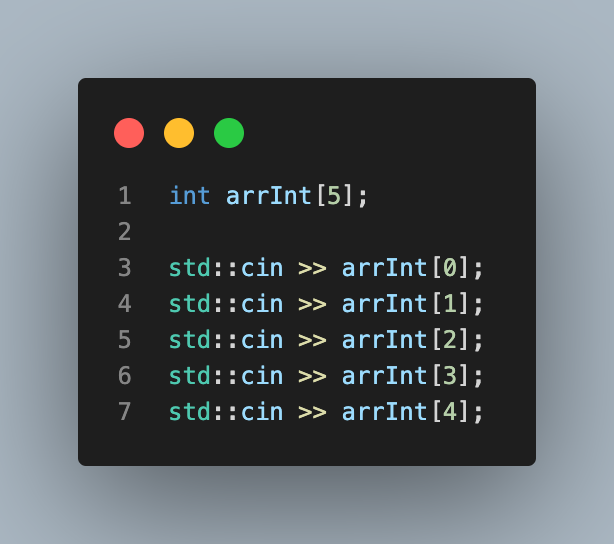 1 int arrInt[5];
2
3 std::cin >> arrInt[0];
4 std::cin >> arrInt[1];
5 std::cin >> arrInt[2];
6 std::cin >> arrInt[3];
7 std::cin >> arrInt[4];